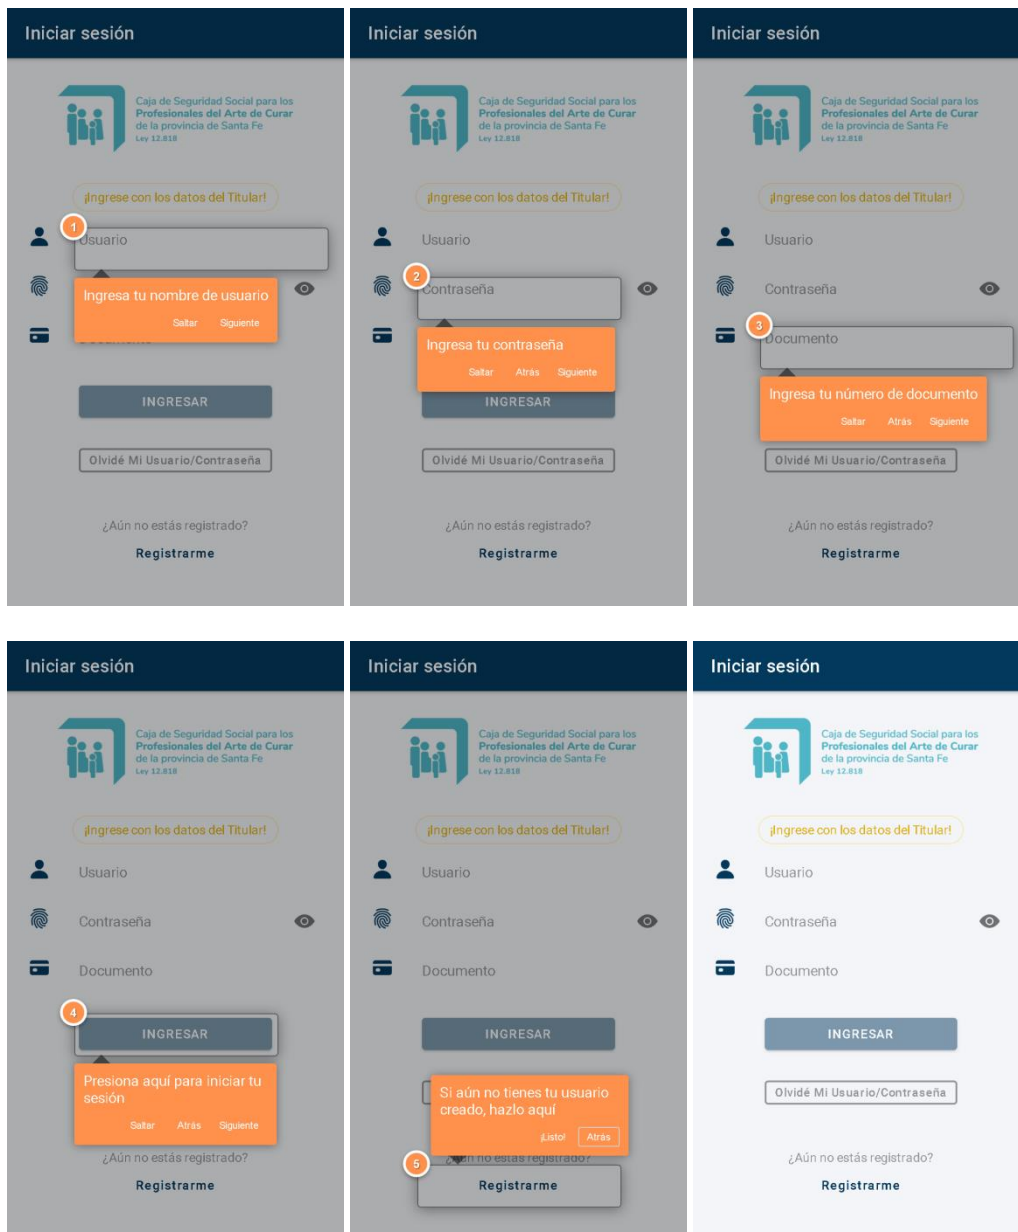 Iniciar sesión
Caja de Seguridad Social para los
Profesionales del Arte de Curar
de la provincia de Santa Fe
Ley 12.818
¡Ingrese con los datos del Titular!
1
Usuario
Ingresa tu nombre de usuario
Saltar Siguiente
INGRESAR
Olvidé Mi Usuario/Contraseña
¿Aún no estás registrado?
Registrarme
Iniciar sesión
Caja de Seguridad Social para los
Profesionales del Arte de Curar
de la provincia de Santa Fe
Ley 12.818
¡Ingrese con los datos del Titular!
Usuario
2
Contraseña
Ingresa tu contraseña
Saltar Atrás Siguiente
INGRESAR
Olvidé Mi Usuario/Contraseña
¿Aún no estás registrado?
Registrarme
Iniciar sesión
Caja de Seguridad Social para los
Profesionales del Arte de Curar
de la provincia de Santa Fe
Ley 12.818
¡Ingrese con los datos del Titular!
Usuario
Contraseña
3
Documento
Ingresa tu número de documento
Saltar Atrás Siguiente
Olvidé Mi Usuario/Contraseña
¿Aún no estás registrado?
Registrarme
Iniciar sesión
Caja de Seguridad Social para los
Profesionales del Arte de Curar
de la provincia de Santa Fe
Ley 12.818
¡Ingrese con los datos del Titular!
Usuario
Contraseña
Documento
4
INGRESAR
Presiona aquí para iniciar tu
sesión
Saltar Atrás Siguiente
¿Aún no estás registrado?
Registrarme
Iniciar sesión
Caja de Seguridad Social para los
Profesionales del Arte de Curar
de la provincia de Santa Fe
Ley 12.818
¡Ingrese con los datos del Titular!
Usuario
Contraseña
Documento
INGRESAR
Si aún no tienes tu usuario
creado, hazlo aquí
¡Listo! Atrás
¿Aún no estás registrado?
5
Registrarme
Iniciar sesión
Caja de Seguridad Social para los
Profesionales del Arte de Curar
de la provincia de Santa Fe
Ley 12.818
¡Ingrese con los datos del Titular!
Usuario
Contraseña
Documento
INGRESAR
Olvidé Mi Usuario/Contraseña
¿Aún no estás registrado?
Registrarme